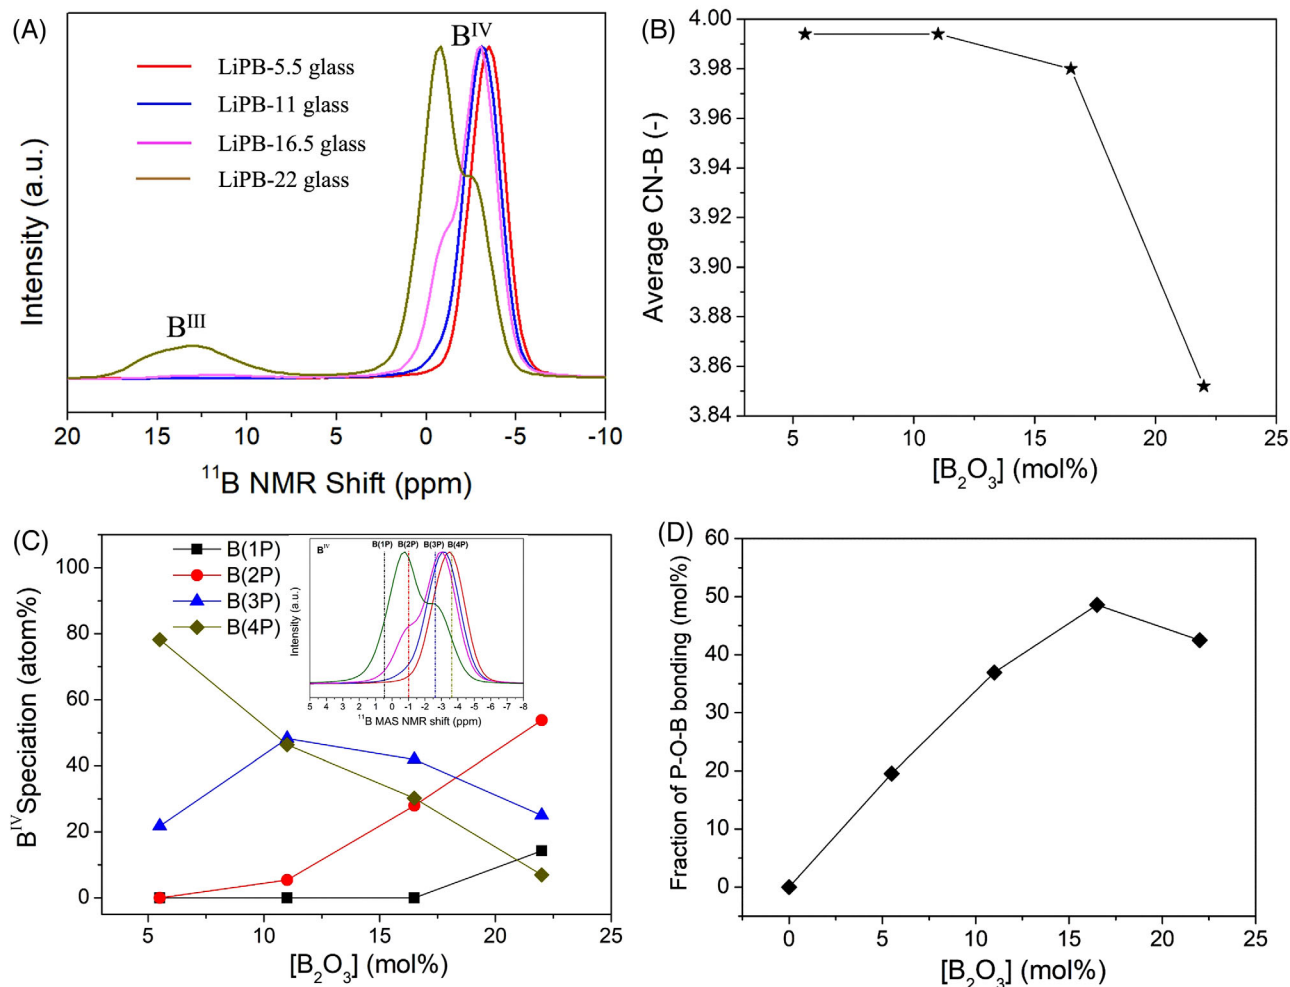 (A)
B^IV
LiPB-5.5 glass
LiPB-11 glass
LiPB-16.5 glass
LiPB-22 glass
B^III
Intensity (a.u.)
20 15 10 5 0 -5 -10
^11B NMR Shift (ppm)
(B)
4.00
3.98
3.96
3.94
3.92
3.90
3.88
3.86
3.84
Average CN-B (-)
5 10 15 20 25
[B_2O_3] (mol%)
(C)
B(1P)
B(2P)
B(3P)
B(4P)
100
80
60
40
20
0
B^IV Speciation (atom%)
5 10 15 20 25
[B_2O_3] (mol%)
B^IV
B(1P) B(2P) B(3P) B(4P)
Intensity (a.u.)
5 4 3 2 1 0 -1 -2 -3 -4 -5 -6 -7 -8
^11B MAS NMR shift (ppm)
(D)
60
50
40
30
20
10
0
Fraction of P-O-B bonding (mol%)
0 5 10 15 20 25
[B_2O_3] (mol%)